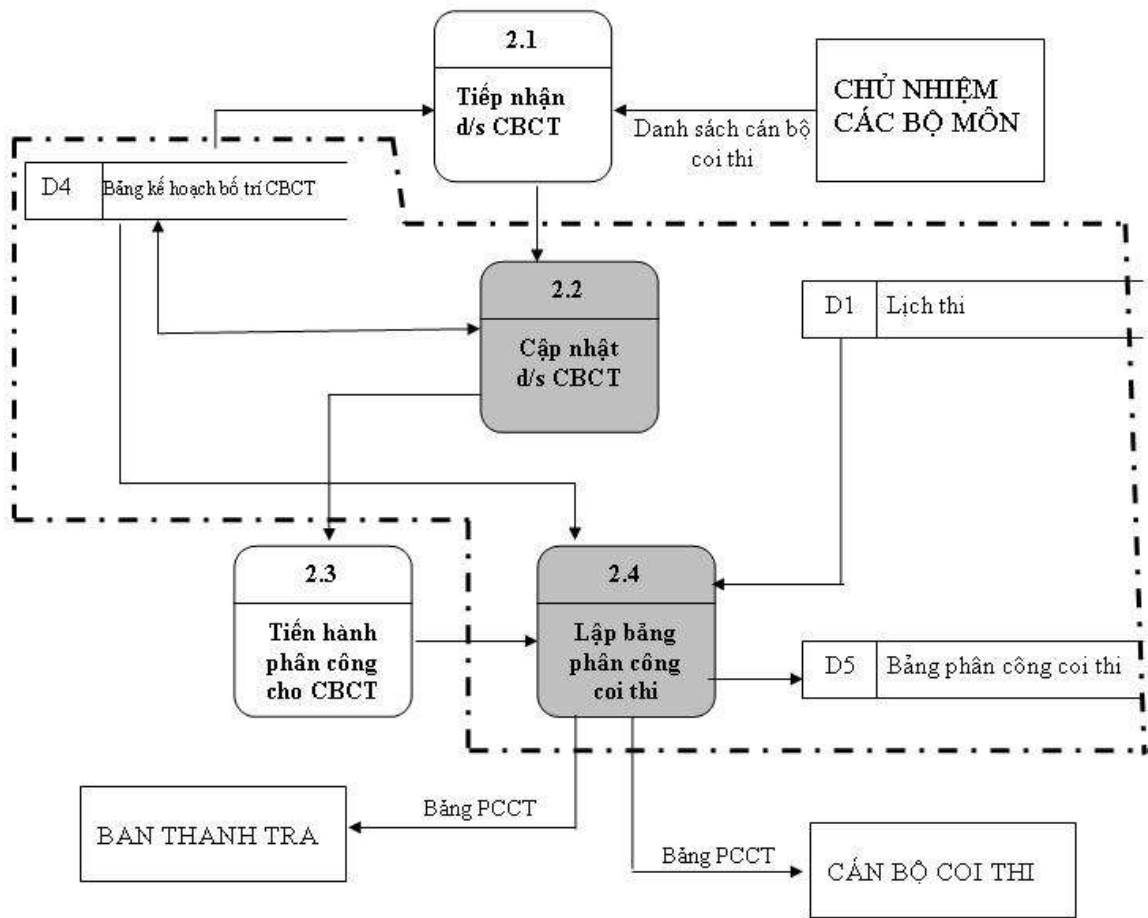 2.1
Tiếp nhận
d/s CBCT
CHỦ NHIỆM
CÁC BỘ MÔN
Danh sách cán bộ
coi thi
D4
Bảng kế hoạch bố trí CBCT
2.2
Cập nhật
d/s CBCT
D1
Lịch thi
2.3
Tiến hành
phân công
cho CBCT
2.4
Lập bảng
phân công
coi thi
D5
Bảng phân công coi thi
Bảng PCCT
BAN THANH TRA
Bảng PCCT
CÁN BỘ COI THI